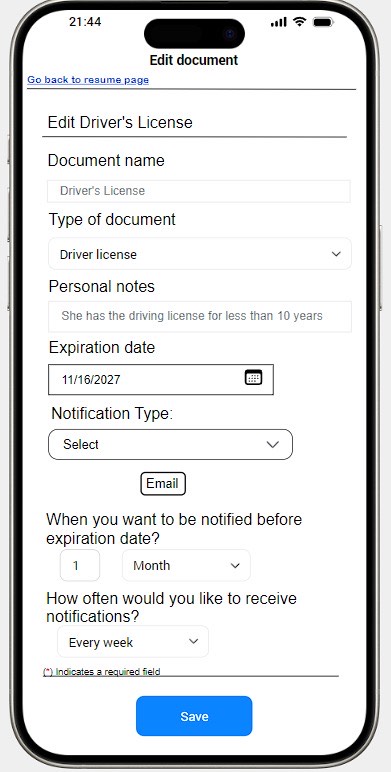 21:44
Edit document
Go back to resume page
Edit Driver's License
Document name
Driver's License
Type of document
Driver license
Personal notes
She has the driving license for less than 10 years
Expiration date
11/16/2027
Notification Type:
Select
Email
When you want to be notified before
expiration date?
1 Month
How often would you like to receive
notifications?
Every week
(*) Indicates a required field
Save